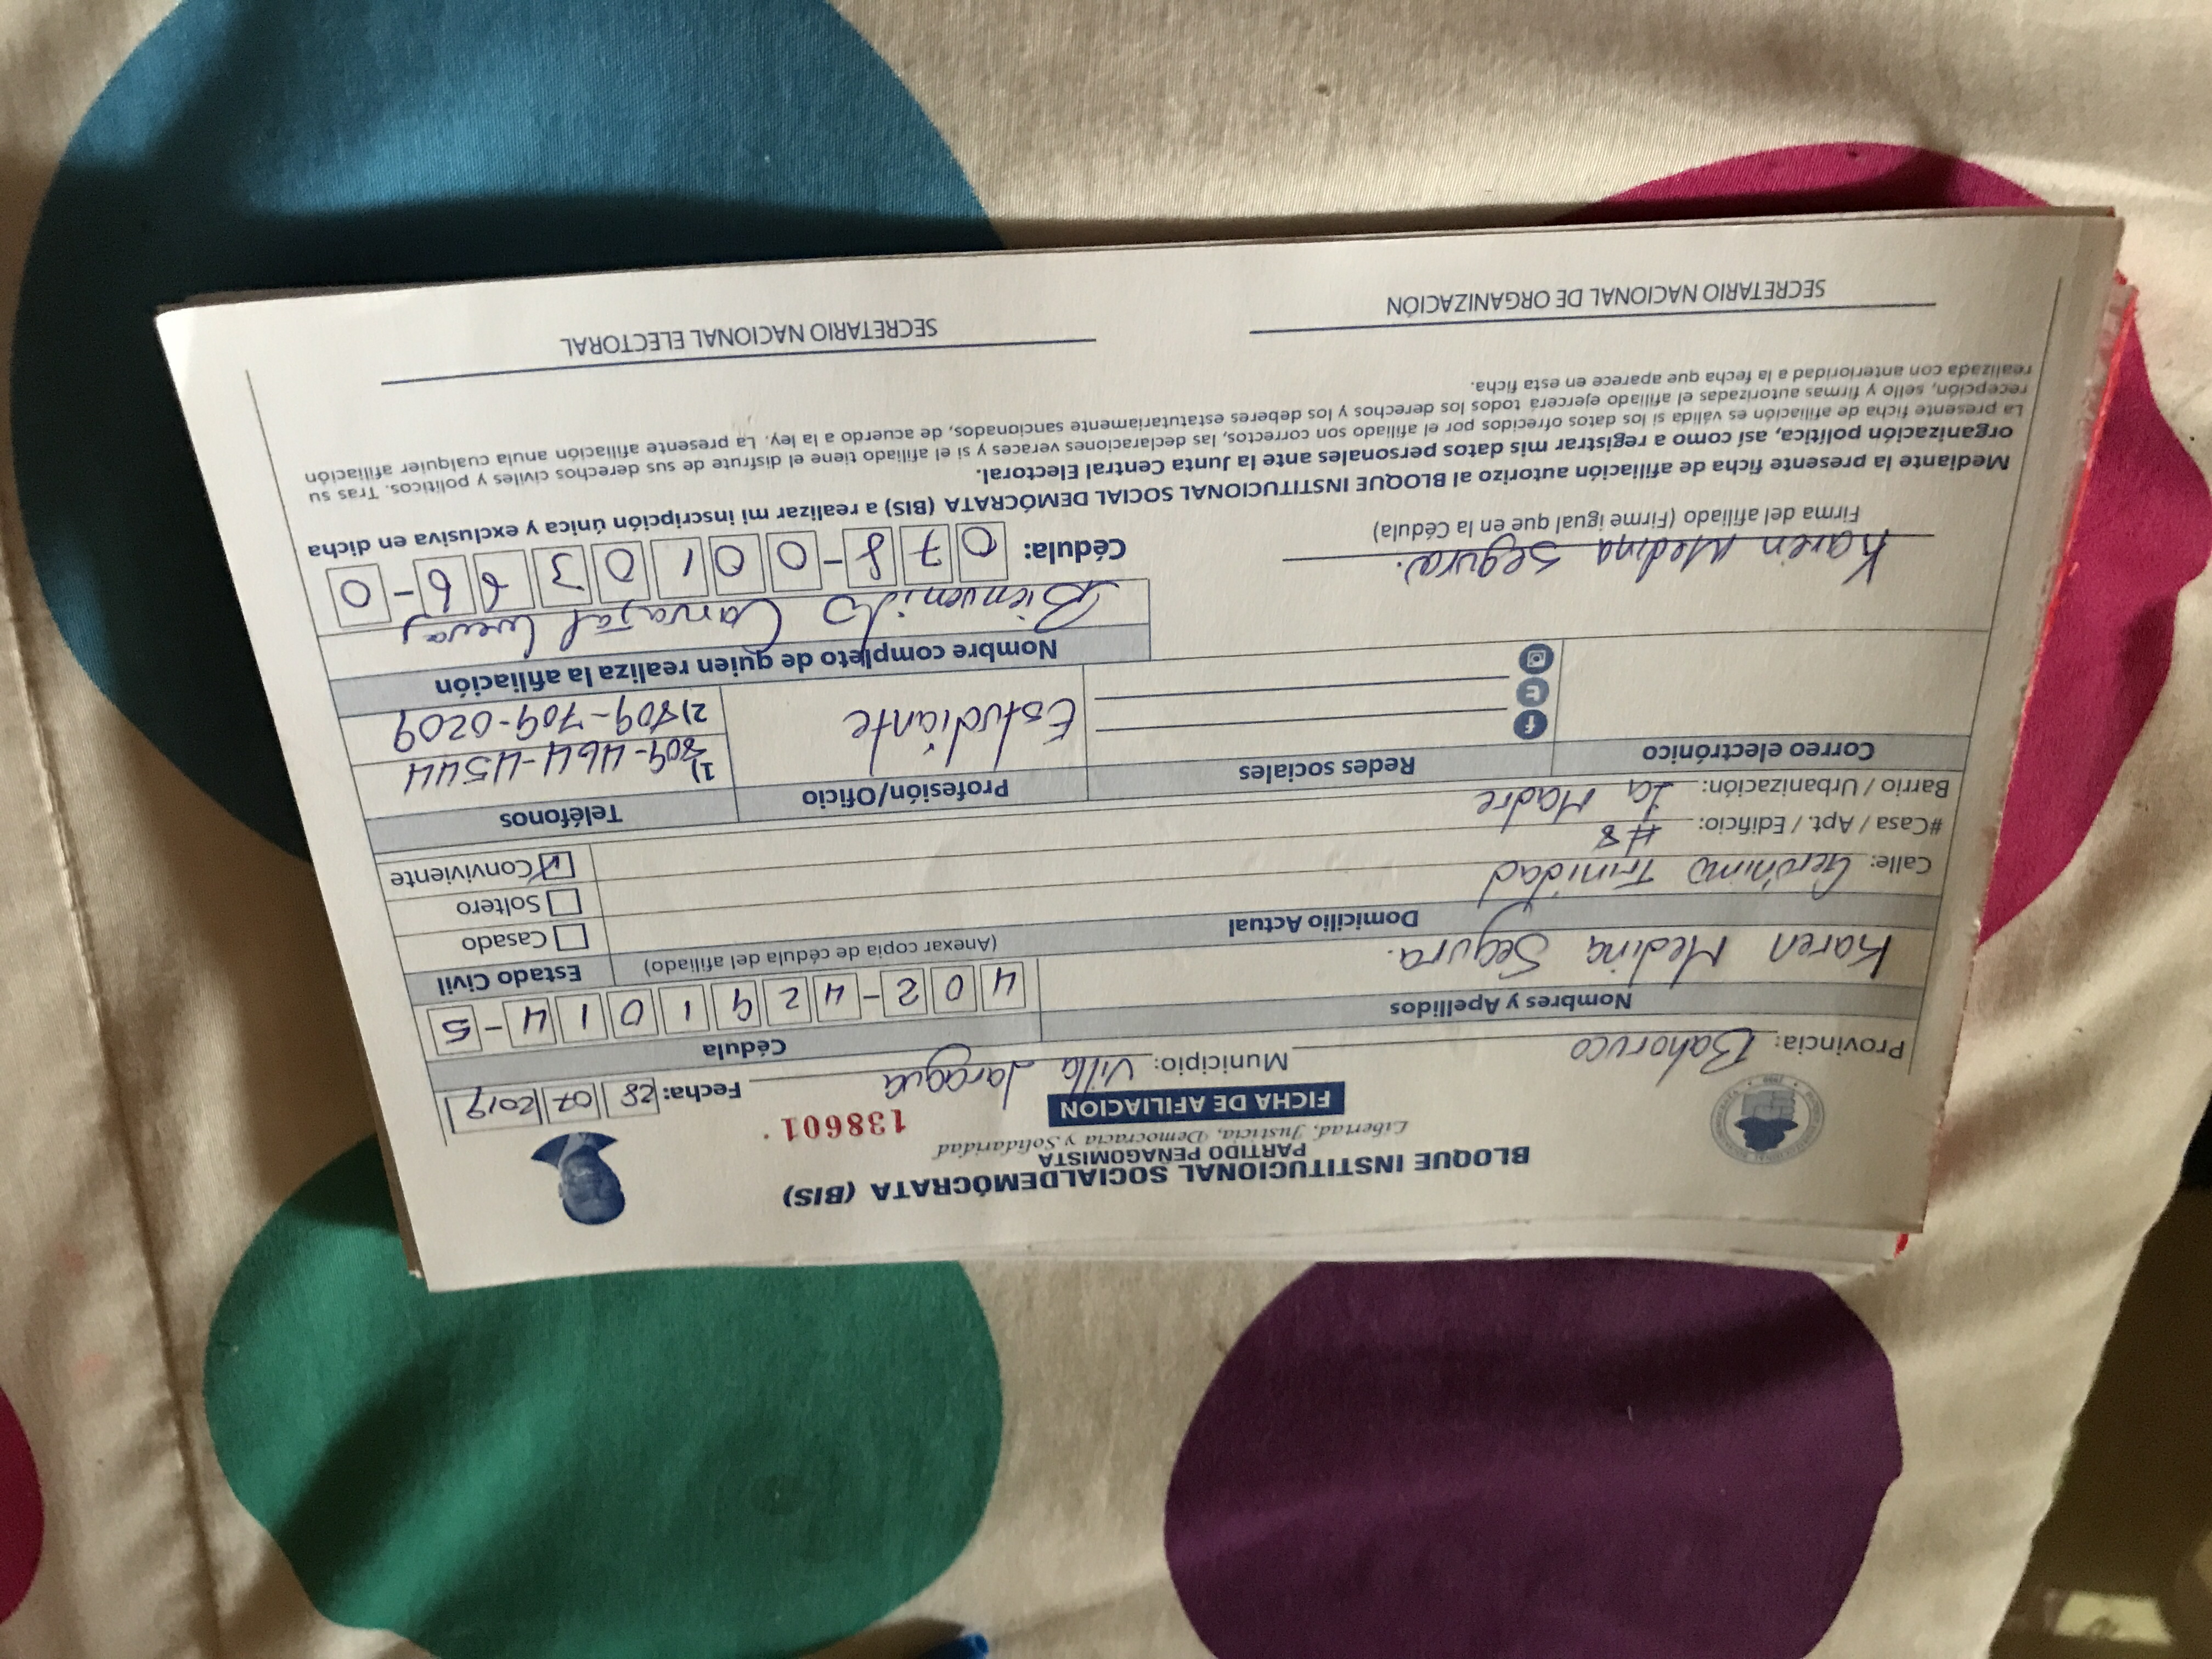 BLOQUE INSTITUCIONAL SOCIALDEMÓCRATA (BIS)
PARTIDO PEÑAGOMISTA
Libertad, Justicia, Democracia y Solidaridad
FICHA DE AFILIACION
138601
Provincia: Bahoruco Municipio: Villa Jaragua Fecha: 28 07 2019
Nombres y Apellidos Cédula
Karen Medina Segura. 402-4291014-5
Domicilio Actual (Anexar copia de cédula del afiliado) Estado Civil
Calle: Gerónimo Trinidad Casado
#Casa / Apt. / Edificio: #8 Soltero
Barrio / Urbanización: La Madre Conviviente
Correo electrónico Redes sociales Profesión/Oficio Teléfonos
Estudiante
1) 809-464-4544
2) 809-709-0209
Nombre completo de quien realiza la afiliación
Bienvenido Carvajal Cuevas
Karen Medina Segura.
Firma del afiliado (Firme igual que en la Cédula)
Cédula: 078-0010366-0
Mediante la presente ficha de afiliación autorizo al BLOQUE INSTITUCIONAL DEMÓCRATA SOCIAL (BIS) a realizar mi inscripción única y exclusiva en dicha
organización política, así como a registrar mis datos personales ante la Junta Central Electoral.
La presente ficha de afiliación es válida si los datos ofrecidos por el afiliado son correctos, las declaraciones veraces y si el afiliado tiene el disfrute de sus derechos civiles y políticos. Tras su
recepción, sello y firmas autorizadas el afiliado ejercerá todos los derechos y los deberes estatutariamente sancionados, de acuerdo a la ley. La presente afiliación anula cualquier afiliación
realizada con anterioridad a la fecha que aparece en esta ficha.
SECRETARIO NACIONAL DE ORGANIZACIÓN SECRETARIO NACIONAL ELECTORAL